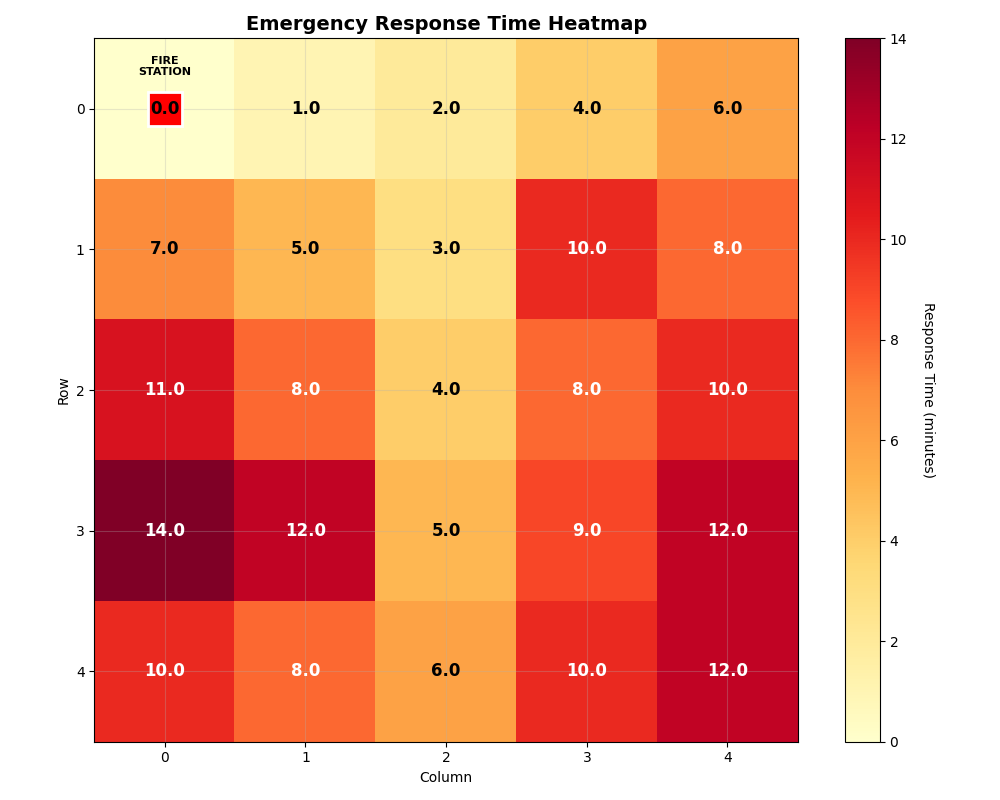 Emergency Response Time Heatmap
FIRE
STATION
0 0.0 1.0 2.0 4.0 6.0
1 7.0 5.0 3.0 10.0 8.0
2 11.0 8.0 4.0 8.0 10.0
3 14.0 12.0 5.0 9.0 12.0
4 10.0 8.0 6.0 10.0 12.0
0 1 2 3 4
Row
Column
14
12
10
8
6
4
2
0
Response Time (minutes)